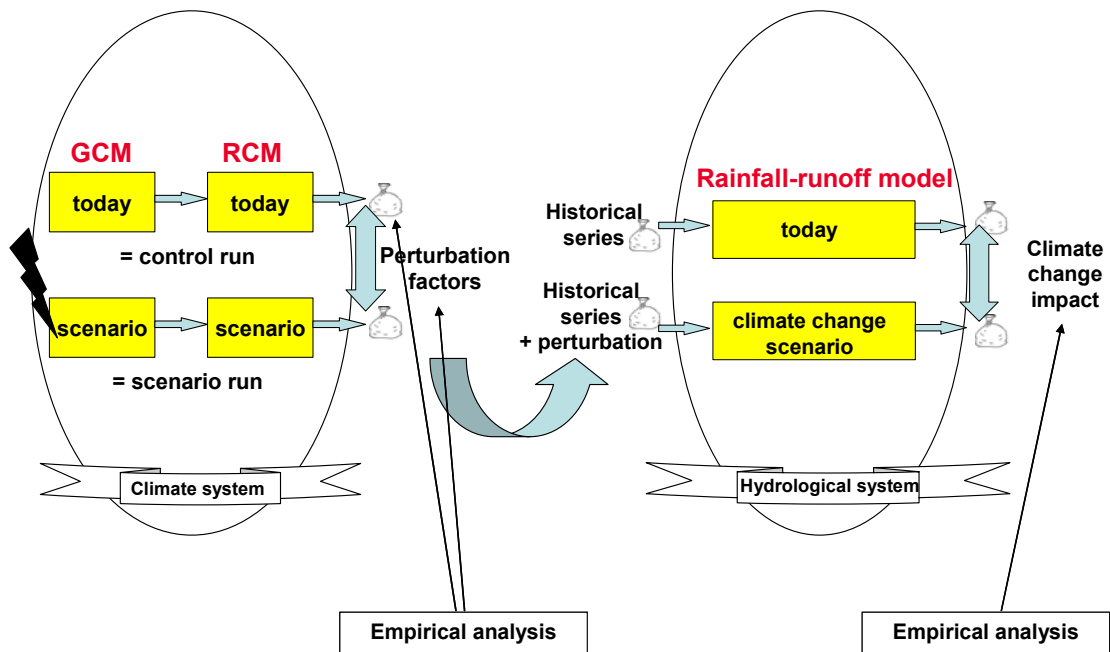 GCM
RCM
today
today
= control run
Perturbation
factors
scenario
scenario
= scenario run
Climate system
Empirical analysis
Rainfall-runoff model
Historical
series
today
Historical
series
+ perturbation
climate change
scenario
Climate
change
impact
Hydrological system
Empirical analysis